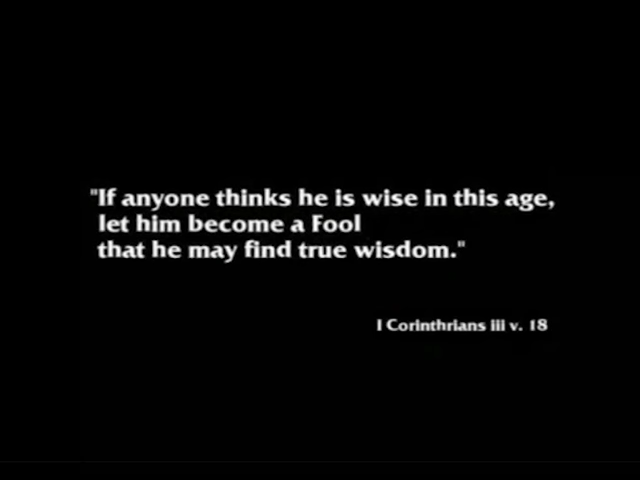 "If anyone thinks he is wise in this age,
let him become a Fool
that he may find true wisdom."
I Corinthrians iii v. 18